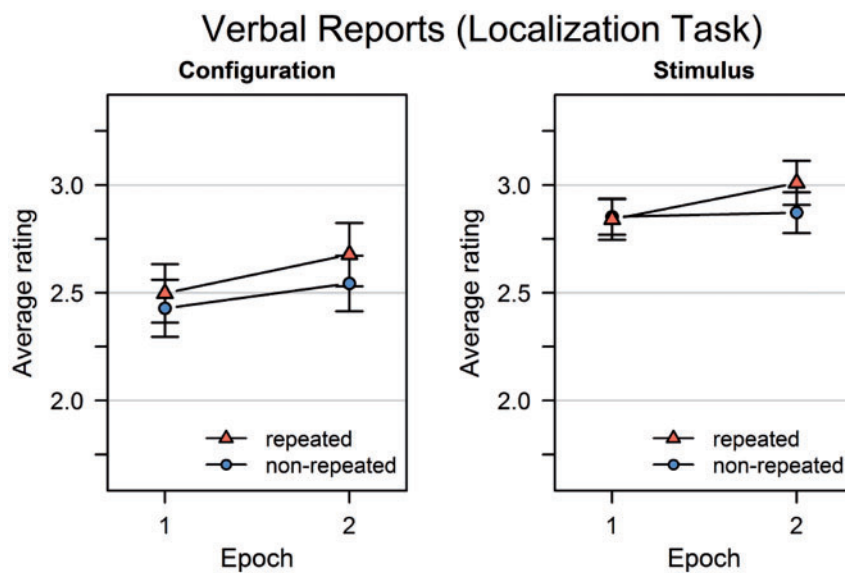 Verbal Reports (Localization Task)
Configuration
Average rating
3.0
2.5
2.0
repeated
non-repeated
1 2
Epoch
Stimulus
Average rating
3.0
2.5
2.0
repeated
non-repeated
1 2
Epoch